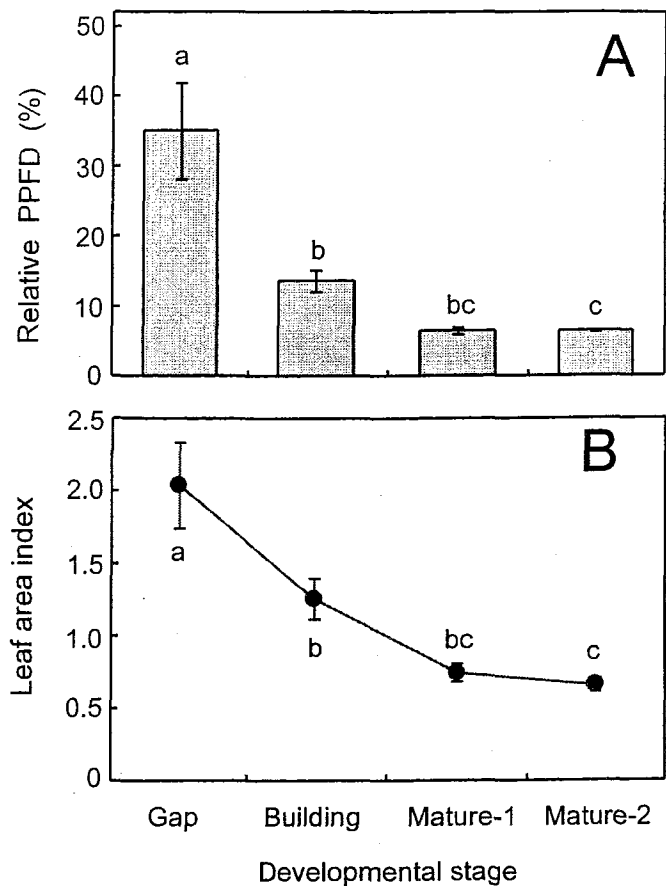 50
40
30
20
10
0
Relative PPFD (%)
A
a
b
bc
c
2.5
2.0
1.5
1.0
0.5
0
Leaf area index
B
a
b
bc
c
Gap Building Mature-1 Mature-2
Developmental stage